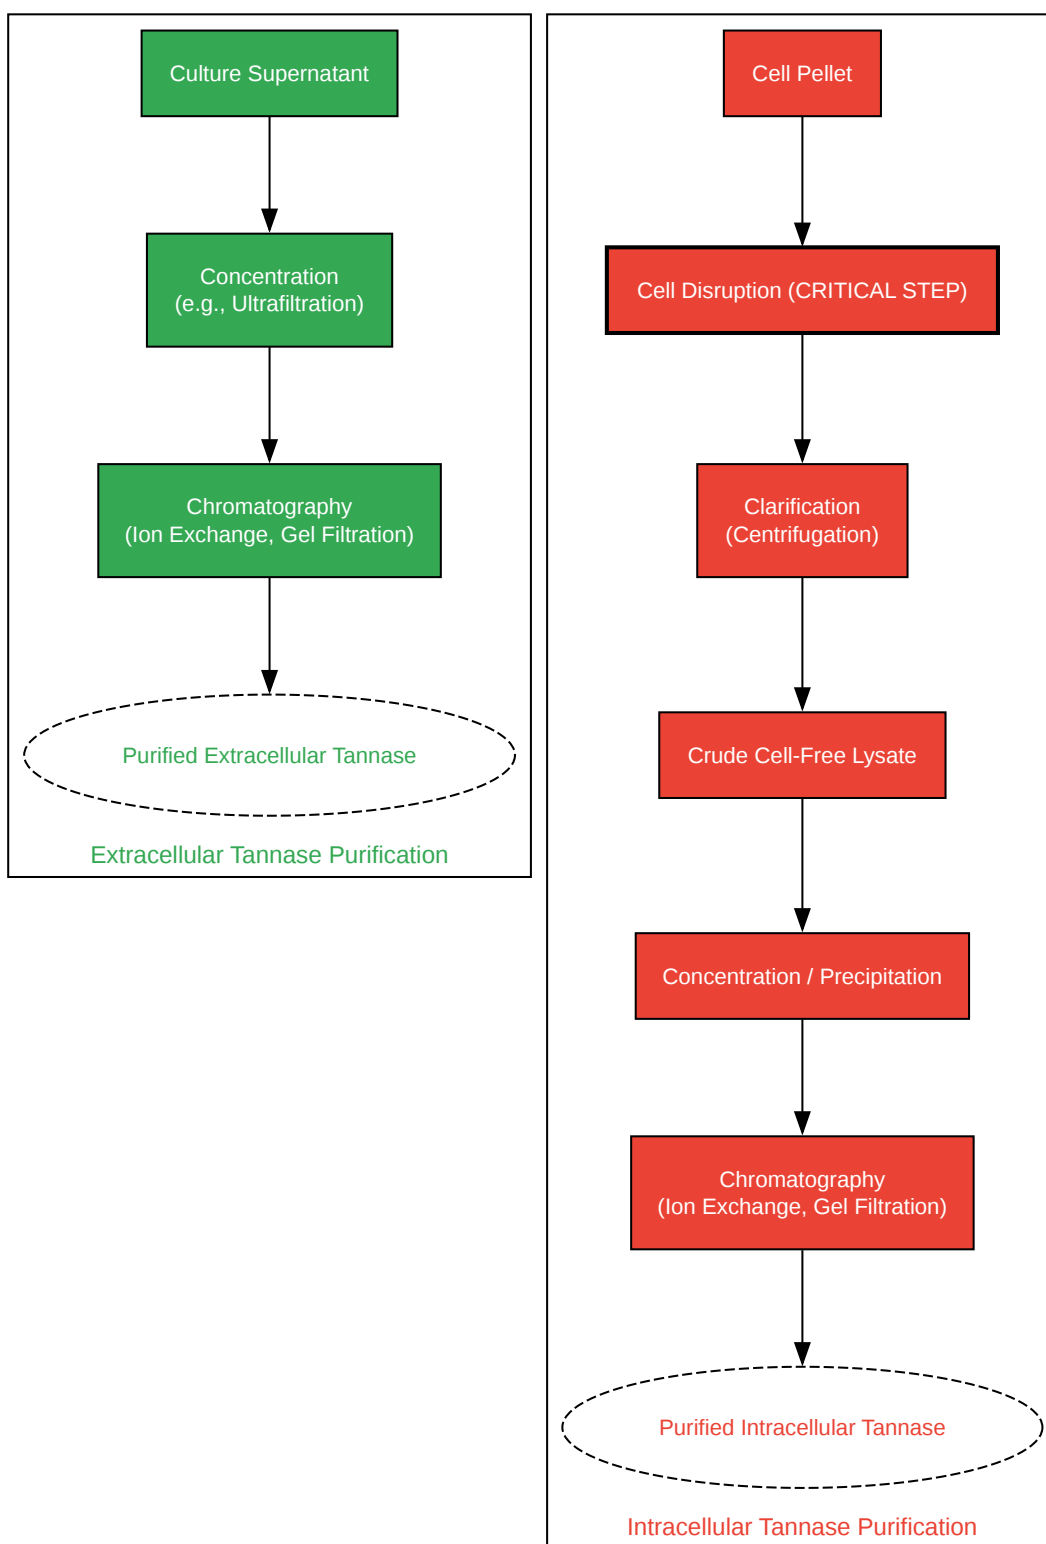 Culture Supernatant
Concentration
(e.g., Ultrafiltration)
Chromatography
(Ion Exchange, Gel Filtration)
Purified Extracellular Tannase
Extracellular Tannase Purification
Cell Pellet
Cell Disruption (CRITICAL STEP)
Clarification
(Centrifugation)
Crude Cell-Free Lysate
Concentration / Precipitation
Chromatography
(Ion Exchange, Gel Filtration)
Purified Intracellular Tannase
Intracellular Tannase Purification